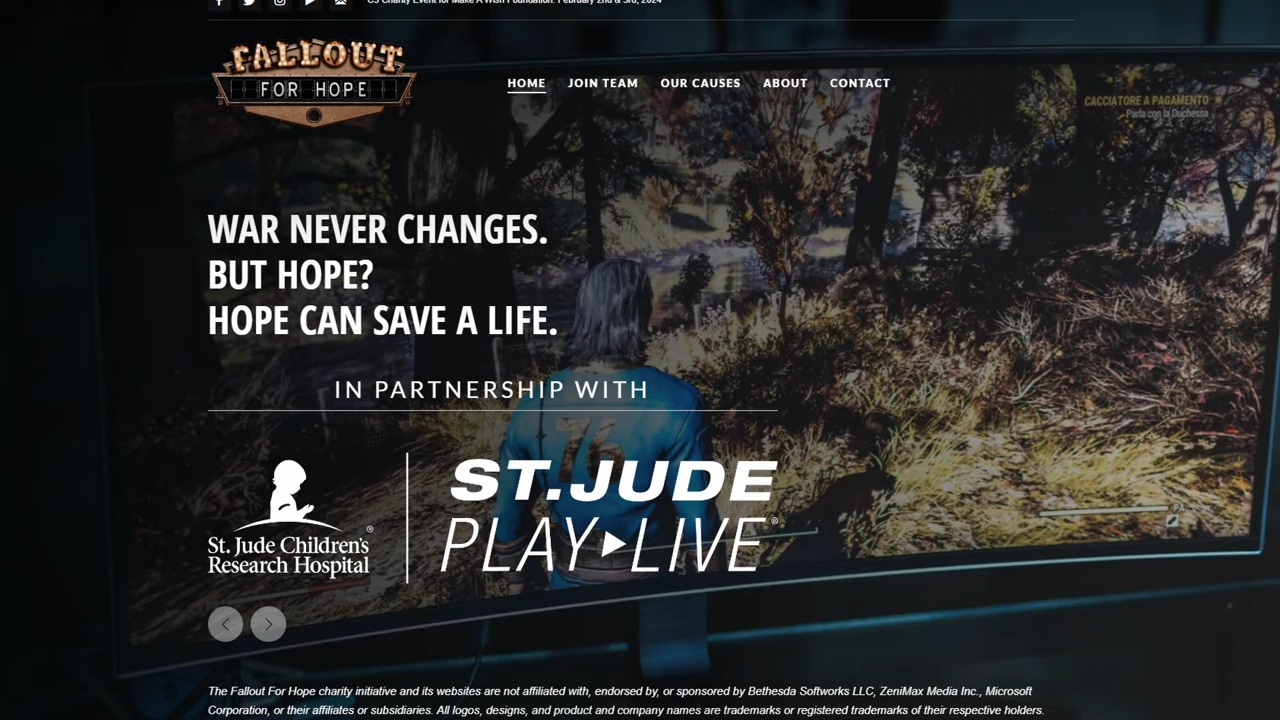 C3 Charity Event for Make A Wish Foundation: February 2nd & 3rd, 2024
FALLOUT
FOR HOPE
HOME JOIN TEAM OUR CAUSES ABOUT CONTACT
CACCIATORE A PAGAMENTO
Parla con la Duchessa
WAR NEVER CHANGES.
BUT HOPE?
HOPE CAN SAVE A LIFE.
IN PARTNERSHIP WITH
76
ST. JUDE
PLAY LIVE®
St. Jude Children's®
Research Hospital
PA
The Fallout For Hope charity initiative and its websites are not affiliated with, endorsed by, or sponsored by Bethesda Softworks LLC, ZeniMax Media Inc., Microsoft
Corporation, or their affiliates or subsidiaries. All logos, designs, and product and company names are trademarks or registered trademarks of their respective holders.